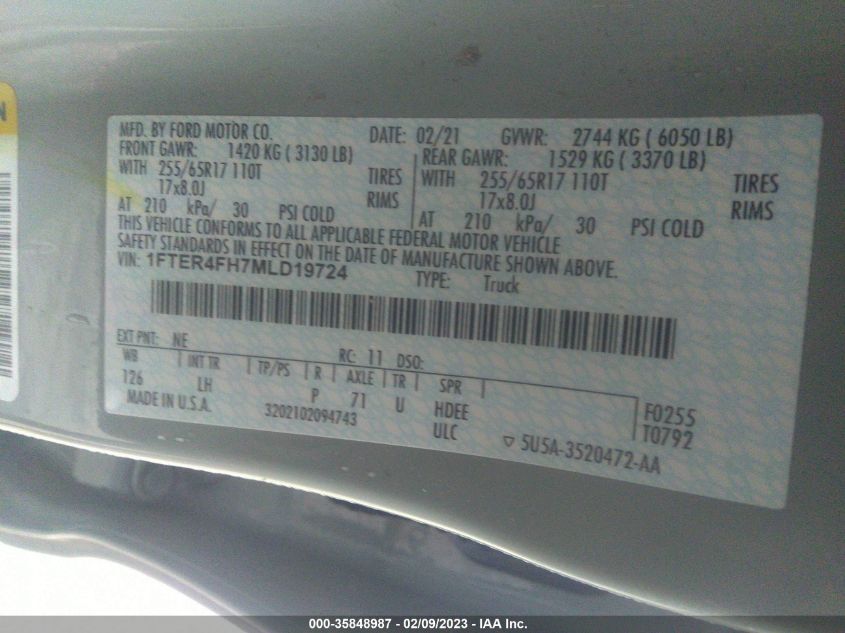 N
MFD. BY FORD MOTOR CO. DATE: 02/21 GVWR: 2744 KG ( 6050 LB)
FRONT GAWR: 1420 KG ( 3130 LB) REAR GAWR: 1529 KG ( 3370 LB)
WITH 255/65R17 110T TIRES WITH 255/65R17 110T TIRES
17x8.0J RIMS 17x8.0J RIMS
AT 210 kPa/ 30 PSI COLD AT 210 kPa/ 30 PSI COLD
THIS VEHICLE CONFORMS TO ALL APPLICABLE FEDERAL MOTOR VEHICLE
SAFETY STANDARDS IN EFFECT ON THE DATE OF MANUFACTURE SHOWN ABOVE.
VIN: 1FTER4FH7MLD19724 TYPE: Truck
EXT PNT: NE RC: 11 DSO:
WB INT TR TP/PS R AXLE TR SPR
126 LH P 71 U HDEE F0255
MADE IN U.S.A. 3202102094743 ULC T0792
5U5A-3520472-AA
000-35848987 - 02/09/2023 - IAA Inc.